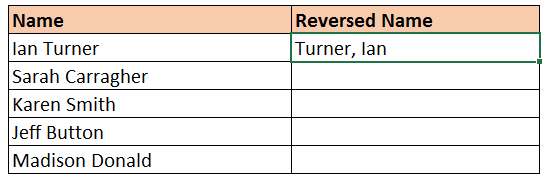 Name Reversed Name
Ian Turner Turner, Ian
Sarah Carragher
Karen Smith
Jeff Button
Madison Donald